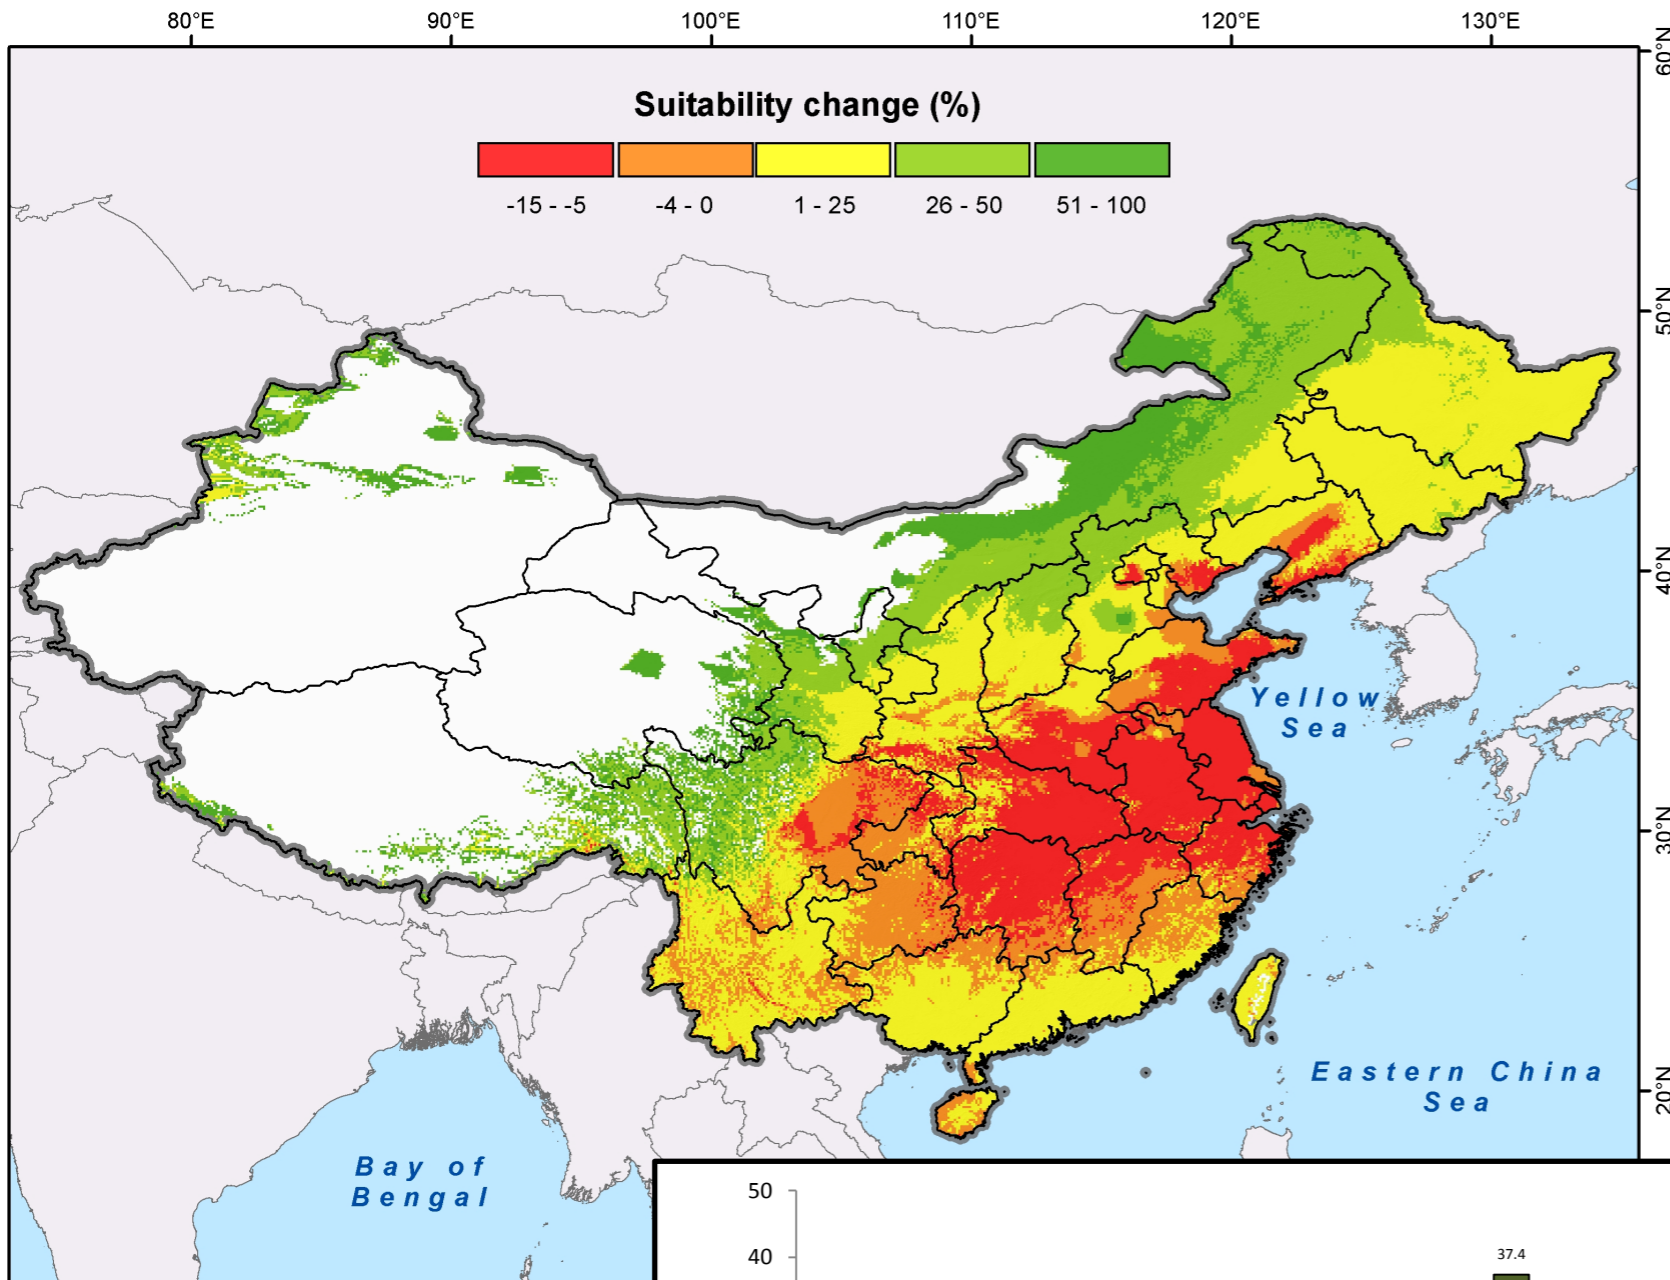 80°E 90°E 100°E 110°E 120°E 130°E
60°N
Suitability change (%)
-15 - -5 -4 - 0 1 - 25 26 - 50 51 - 100
50°N
40°N
Yellow
Sea
30°N
Eastern China
Sea
20°N
Bay of
Bengal
50
40
37.4